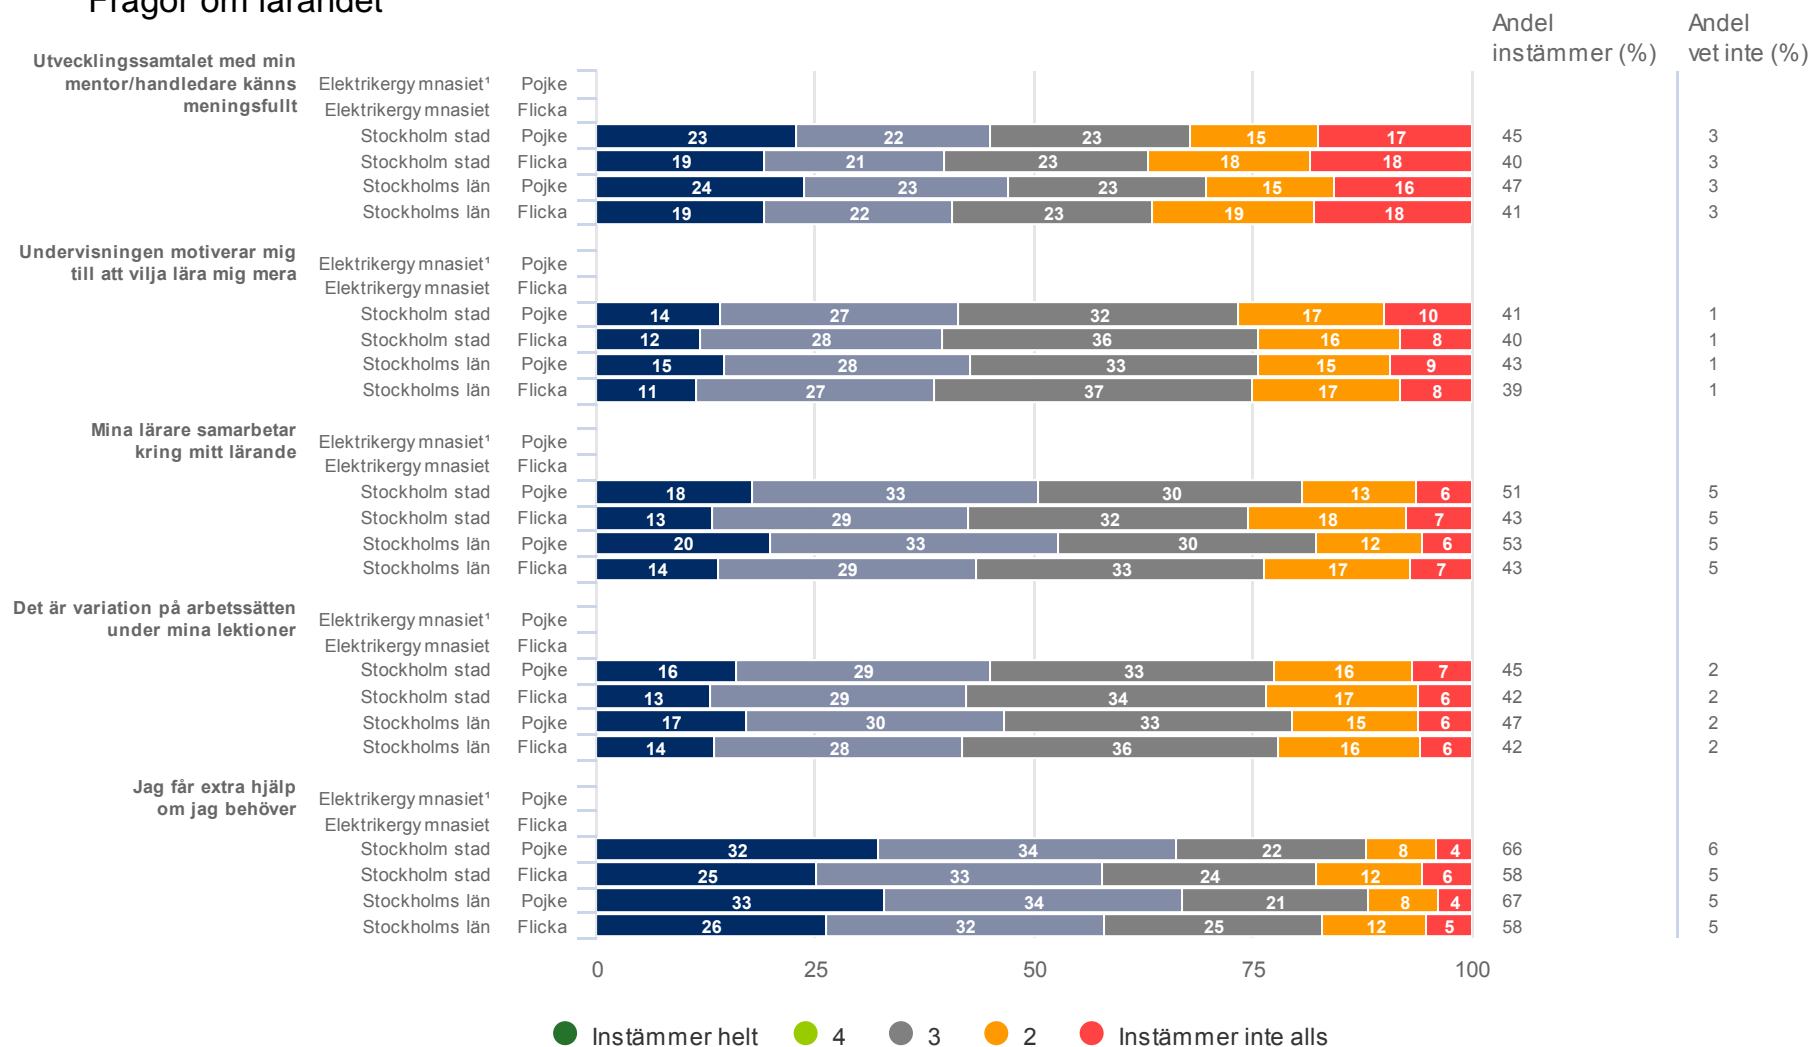 Frågor om lärandet
Andel
instämmer (%)
Andel
vet inte (%)
Utvecklingssamtalet med min
mentor/handledare känns
meningsfullt
Elektrikergymnasiet¹ Pojke
Elektrikergymnasiet Flicka
Stockholm stad Pojke 23 22 23 15 17 45 3
Stockholm stad Flicka 19 21 23 18 18 40 3
Stockholms län Pojke 24 23 23 15 16 47 3
Stockholms län Flicka 19 22 23 19 18 41 3
Undervisningen motiverar mig
till att vilja lära mig mera
Elektrikergymnasiet¹ Pojke
Elektrikergymnasiet Flicka
Stockholm stad Pojke 14 27 32 17 10 41 1
Stockholm stad Flicka 12 28 36 16 8 40 1
Stockholms län Pojke 15 28 33 15 9 43 1
Stockholms län Flicka 11 27 37 17 8 39 1
Mina lärare samarbetar
kring mitt lärande
Elektrikergymnasiet¹ Pojke
Elektrikergymnasiet Flicka
Stockholm stad Pojke 18 33 30 13 6 51 5
Stockholm stad Flicka 13 29 32 18 7 43 5
Stockholms län Pojke 20 33 30 12 6 53 5
Stockholms län Flicka 14 29 33 17 7 43 5
Det är variation på arbetssätten
under mina lektioner
Elektrikergymnasiet¹ Pojke
Elektrikergymnasiet Flicka
Stockholm stad Pojke 16 29 33 16 7 45 2
Stockholm stad Flicka 13 29 34 17 6 42 2
Stockholms län Pojke 17 30 33 15 6 47 2
Stockholms län Flicka 14 28 36 16 6 42 2
Jag får extra hjälp
om jag behöver
Elektrikergymnasiet¹ Pojke
Elektrikergymnasiet Flicka
Stockholm stad Pojke 32 34 22 8 4 66 6
Stockholm stad Flicka 25 33 24 12 6 58 5
Stockholms län Pojke 33 34 21 8 4 67 5
Stockholms län Flicka 26 32 25 12 5 58 5
0 25 50 75 100
Instämmer helt 4 3 2 Instämmer inte alls